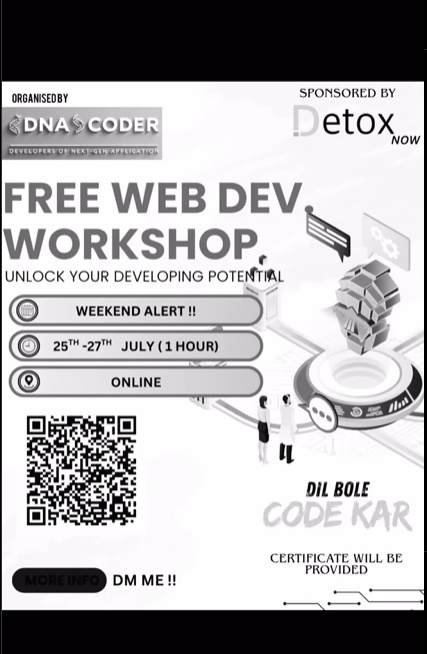 ORGANISED BY
DNA CODER
DEVELOPERS OF NEXT-GEN APPLICATION
SPONSORED BY
Detox
NOW
FREE WEB DEV
WORKSHOP
UNLOCK YOUR DEVELOPING POTENTIAL
WEEKEND ALERT !!
25TH -27TH JULY ( 1 HOUR)
ONLINE
DIL BOLE
CODE KAR
CERTIFICATE WILL BE
PROVIDED
MORE INFO DM ME !!